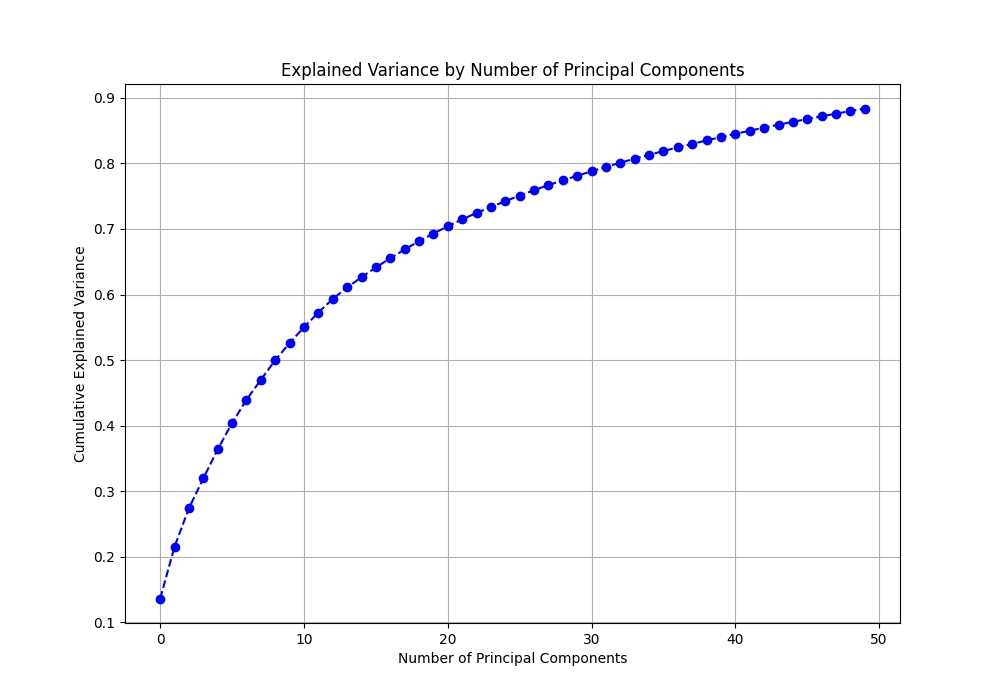 Explained Variance by Number of Principal Components
Cumulative Explained Variance
0.9
0.8
0.7
0.6
0.5
0.4
0.3
0.2
0.1
0 10 20 30 40 50
Number of Principal Components